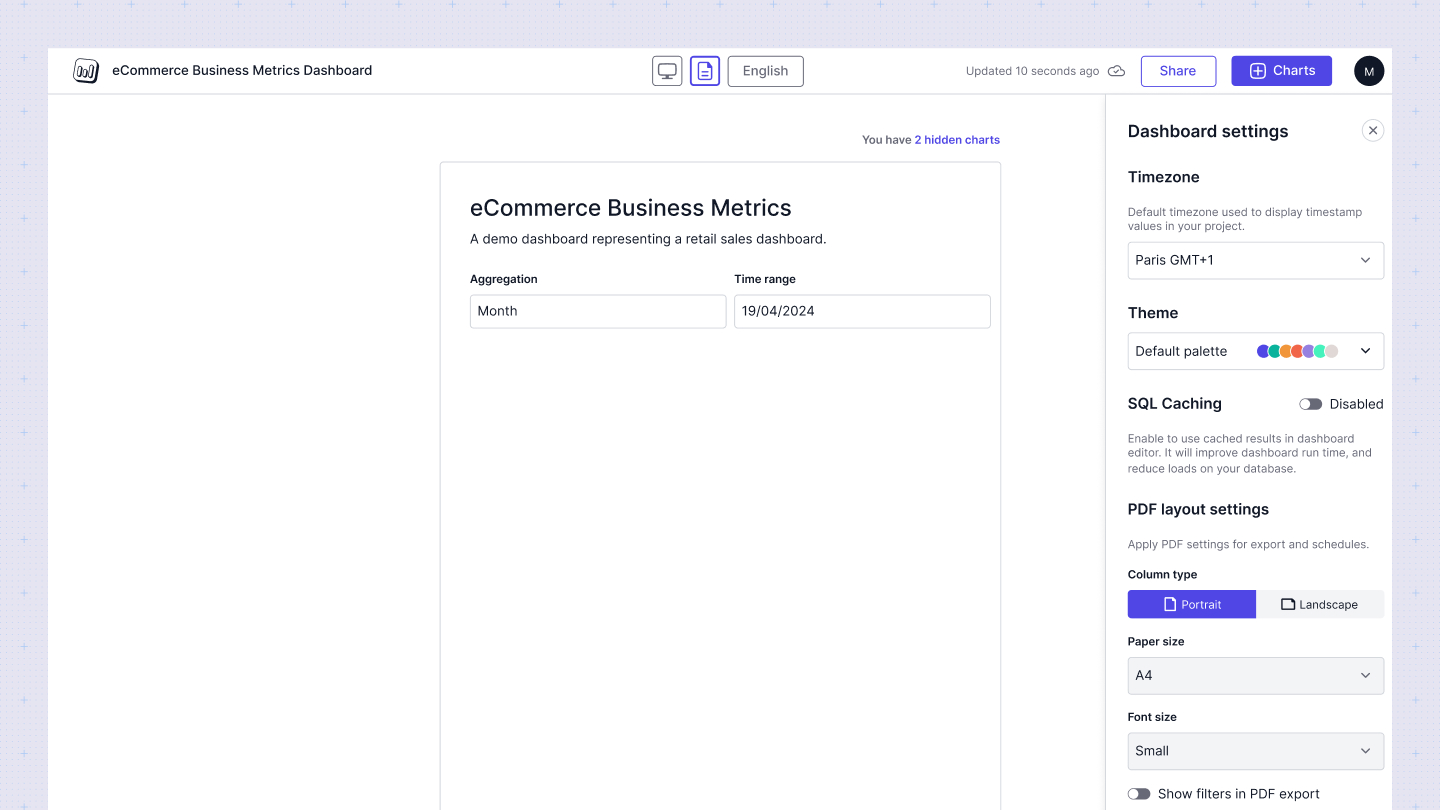 eCommerce Business Metrics Dashboard
English
Updated 10 seconds ago
Share
Charts
M
You have 2 hidden charts
eCommerce Business Metrics
A demo dashboard representing a retail sales dashboard.
Aggregation
Time range
Month
19/04/2024
Dashboard settings
Timezone
Default timezone used to display timestamp
values in your project.
Paris GMT+1
Theme
Default palette
SQL Caching
Disabled
Enable to use cached results in dashboard
editor. It will improve dashboard run time, and
reduce loads on your database.
PDF layout settings
Apply PDF settings for export and schedules.
Column type
Portrait
Landscape
Paper size
A4
Font size
Small
Show filters in PDF export